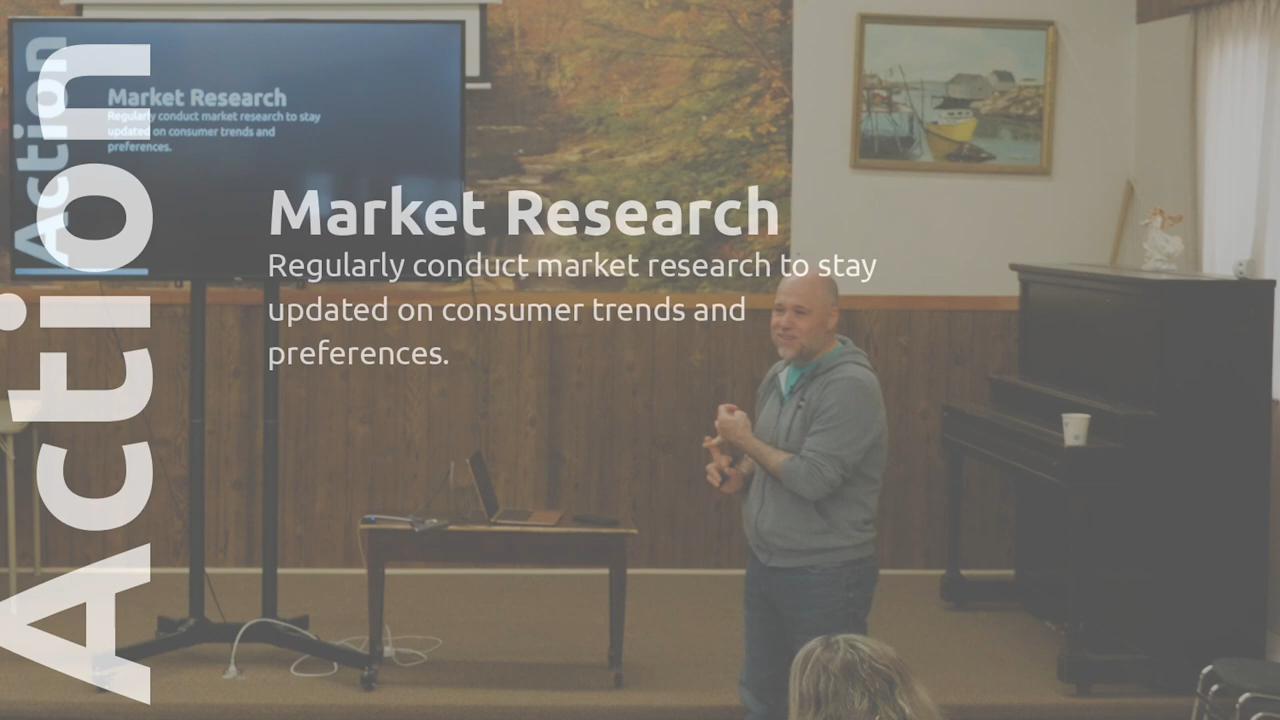 Action
Market Research
Regularly conduct market research to stay
updated on consumer trends and
preferences.
Action
Market Research
Regularly conduct market research to stay
updated on consumer trends and
preferences.